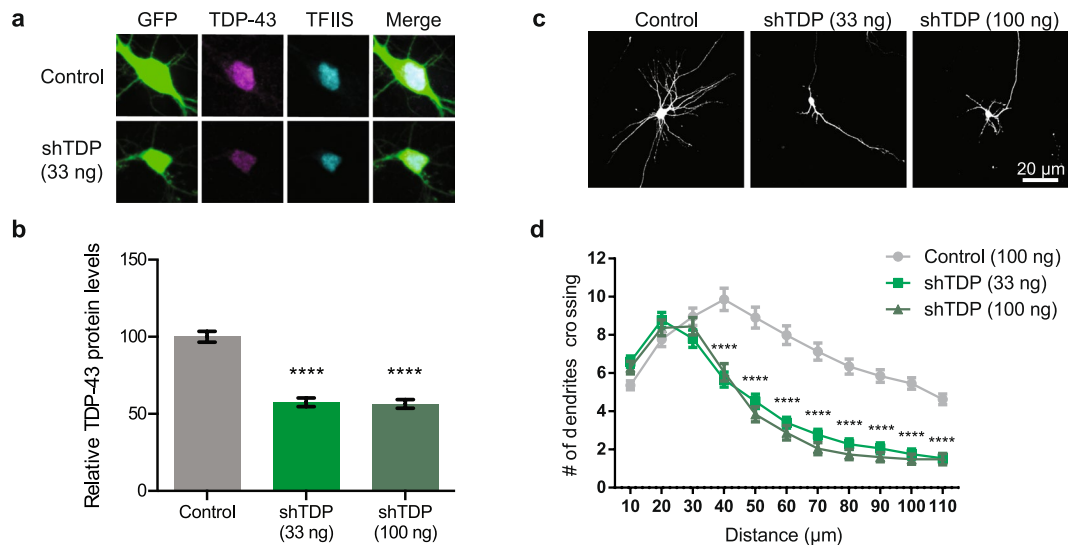 a
GFP TDP-43 TFIIS Merge
Control
shTDP
(33 ng)
b
Relative TDP-43 protein levels
150
100
50
0
**** ****
Control shTDP (33 ng) shTDP (100 ng)
c
Control shTDP (33 ng) shTDP (100 ng)
20 µm
d
# of dendrites crossing
12
10
8
6
4
2
0
Control (100 ng)
shTDP (33 ng)
shTDP (100 ng)
**** **** **** **** **** **** **** ****
10 20 30 40 50 60 70 80 90 100 110
Distance (µm)